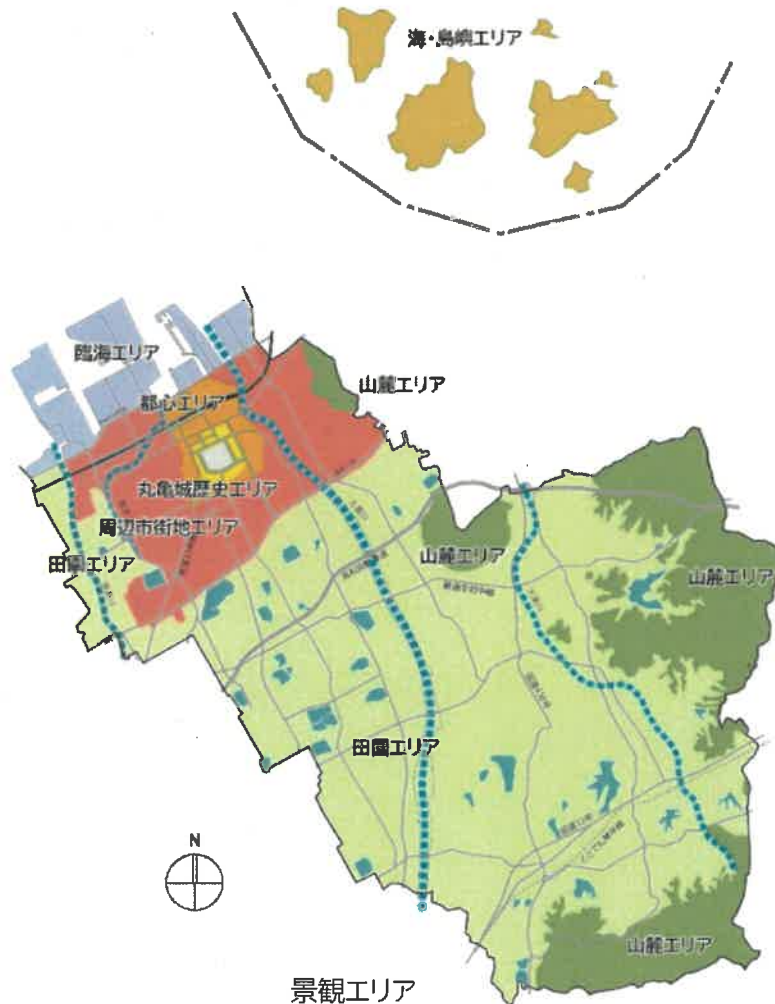 海・島嶼エリア
臨海エリア
山麓エリア
都心エリア
丸亀城歴史エリア
周辺市街地エリア
田園エリア
山麓エリア
山麓エリア
田園エリア
N
山麓エリア
景観エリア